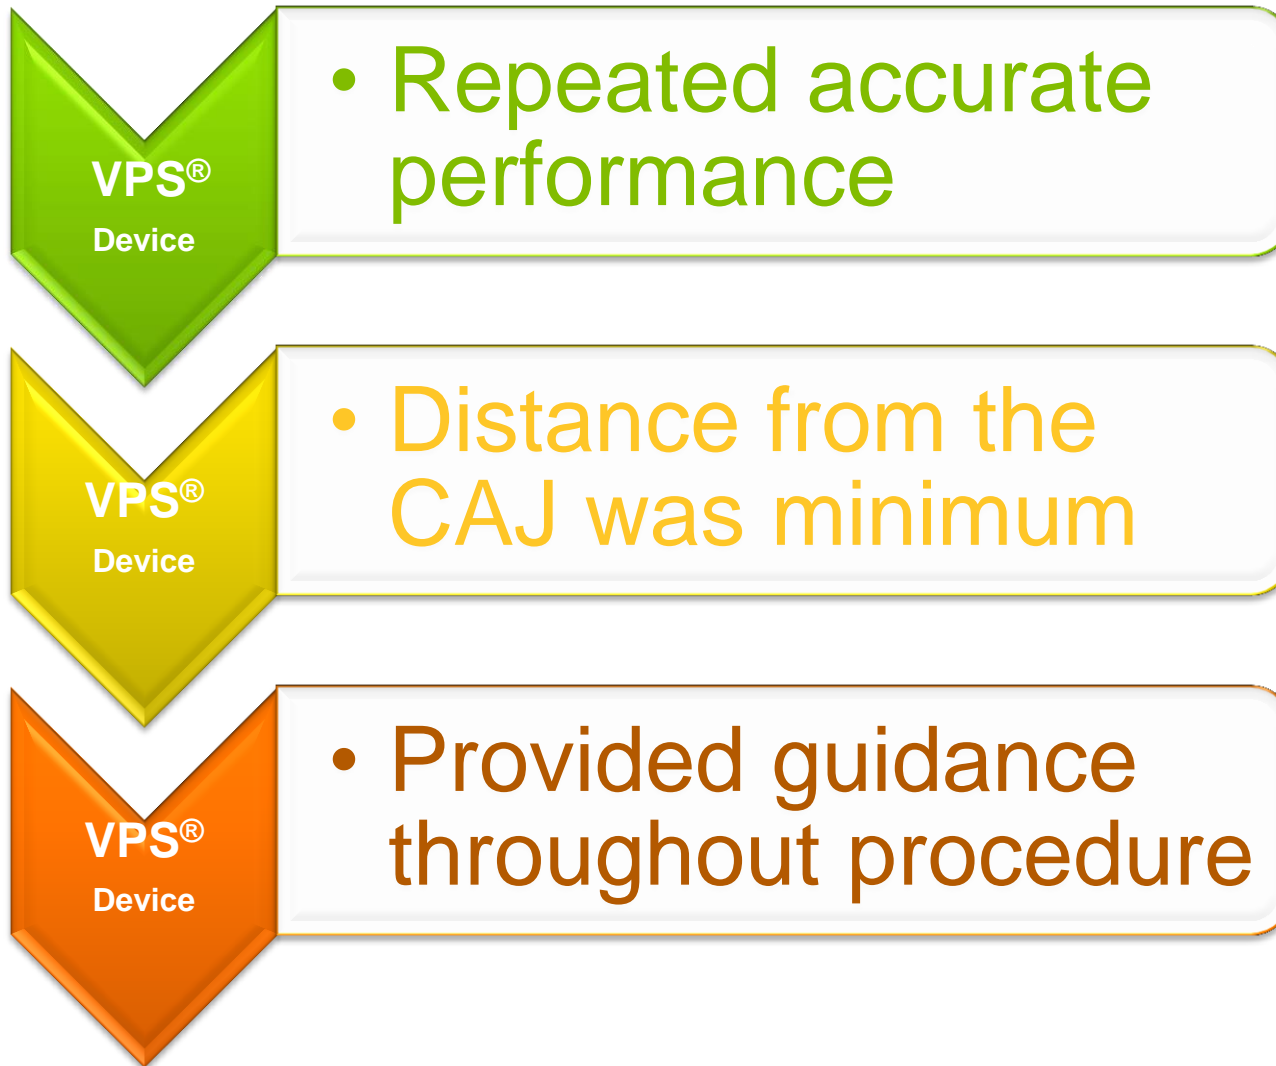 VPS®
Device
• Repeated accurate
performance
VPS®
Device
• Distance from the
CAJ was minimum
VPS®
Device
• Provided guidance
throughout procedure